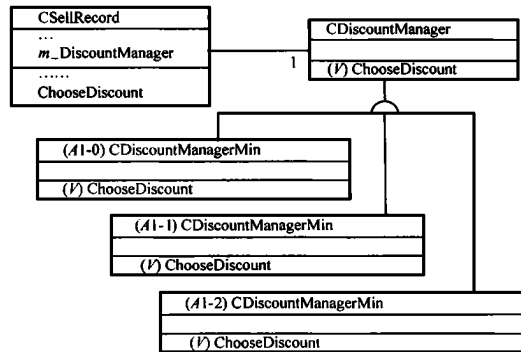 CSellRecord
...
m_DiscountManager
......
ChooseDiscount
1
CDiscountManager
(V) ChooseDiscount
(A1-0) CDiscountManagerMin
(V) ChooseDiscount
(A1-1) CDiscountManagerMin
(V) ChooseDiscount
(A1-2) CDiscountManagerMin
(V) ChooseDiscount